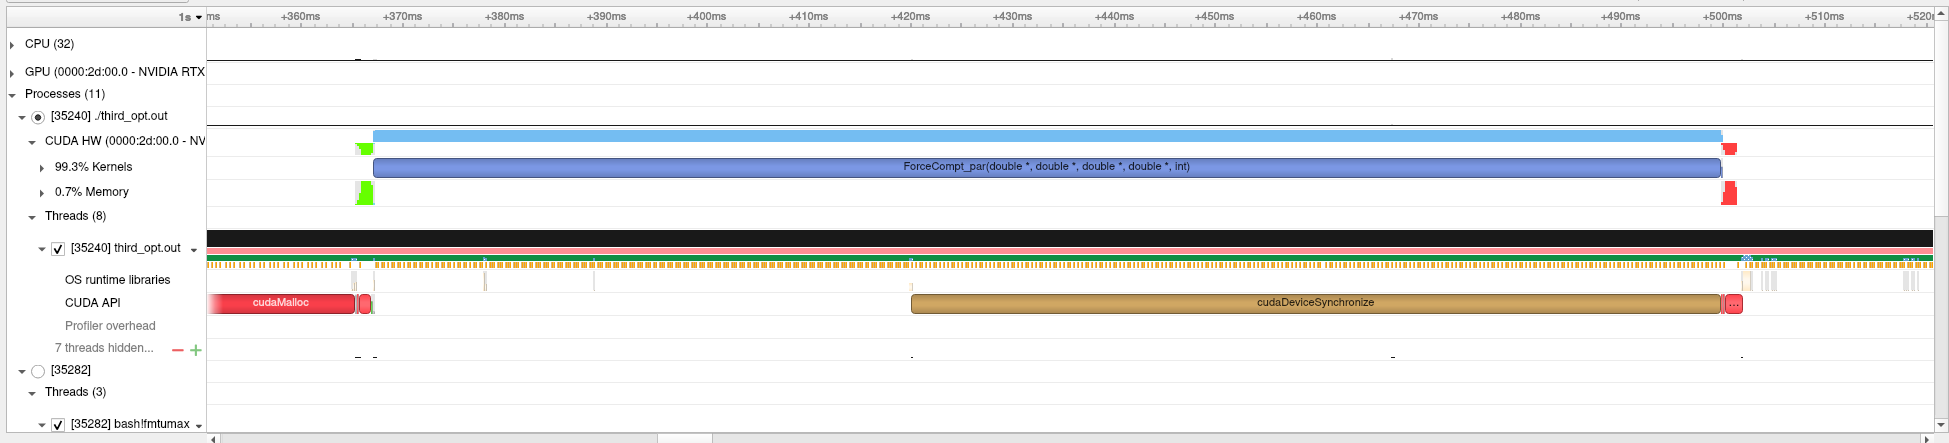 1s ms +360ms +370ms +380ms +390ms +400ms +410ms +420ms +430ms +440ms +450ms +460ms +470ms +480ms +490ms +500ms +510ms +520
CPU (32)
GPU (0000:2d:00.0 - NVIDIA RTX
Processes (11)
[35240] ./third_opt.out
CUDA HW (0000:2d:00.0 - NV
99.3% Kernels ForceCompt_par(double *, double *, double *, double *, int)
0.7% Memory
Threads (8)
[35240] third_opt.out
OS runtime libraries
CUDA API cudaMalloc cudaDeviceSynchronize ...
Profiler overhead
7 threads hidden...
[35282]
Threads (3)
[35282] bash!fmtumax